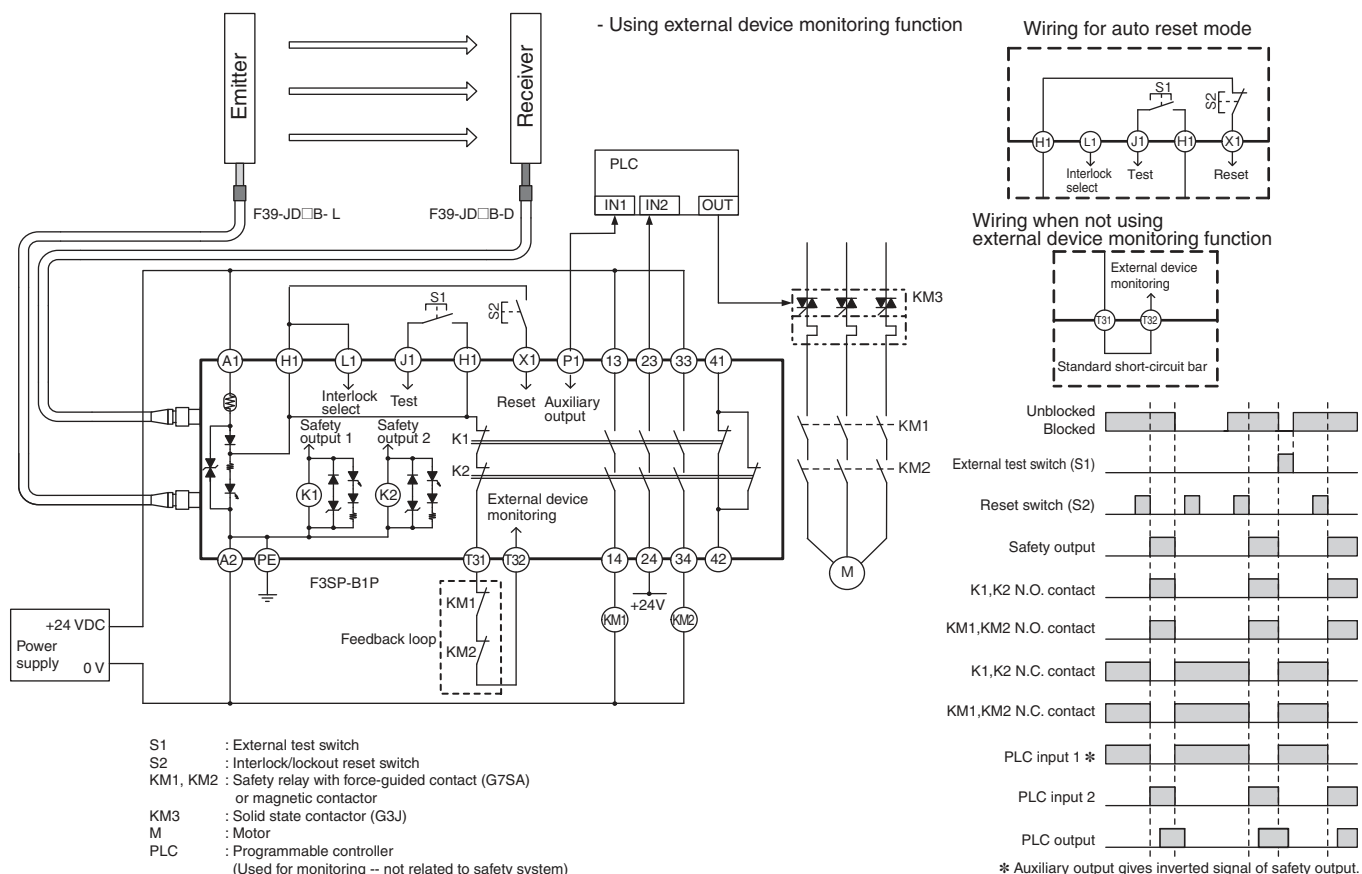 - Using external device monitoring function
Emitter
Receiver
F39-JD□B- L
F39-JD□B-D
PLC
IN1
IN2
OUT
KM3
S1
S2
A1
H1
L1
J1
H1
X1
P1
13
23
33
41
Interlock
select
Test
Reset
Auxiliary
output
Safety
output 1
Safety
output 2
K1
K2
K1
K2
External device
monitoring
KM1
KM2
M
A2
PE
T31
T32
14
24
34
42
F3SP-B1P
+24V
KM1
KM2
Feedback loop
KM1
KM2
+24 VDC
Power
supply
0 V
S1 : External test switch
S2 : Interlock/lockout reset switch
KM1, KM2 : Safety relay with force-guided contact (G7SA)
or magnetic contactor
KM3 : Solid state contactor (G3J)
M : Motor
PLC : Programmable controller
(Used for monitoring -- not related to safety system)
Wiring for auto reset mode
S1
S2
H1
L1
J1
H1
X1
Interlock
select
Test
Reset
Wiring when not using
external device monitoring function
External device
monitoring
T31
T32
Standard short-circuit bar
Unblocked
Blocked
External test switch (S1)
Reset switch (S2)
Safety output
K1,K2 N.O. contact
KM1,KM2 N.O. contact
K1,K2 N.C. contact
KM1,KM2 N.C. contact
PLC input 1 ✻
PLC input 2
PLC output
✻ Auxiliary output gives inverted signal of safety output.